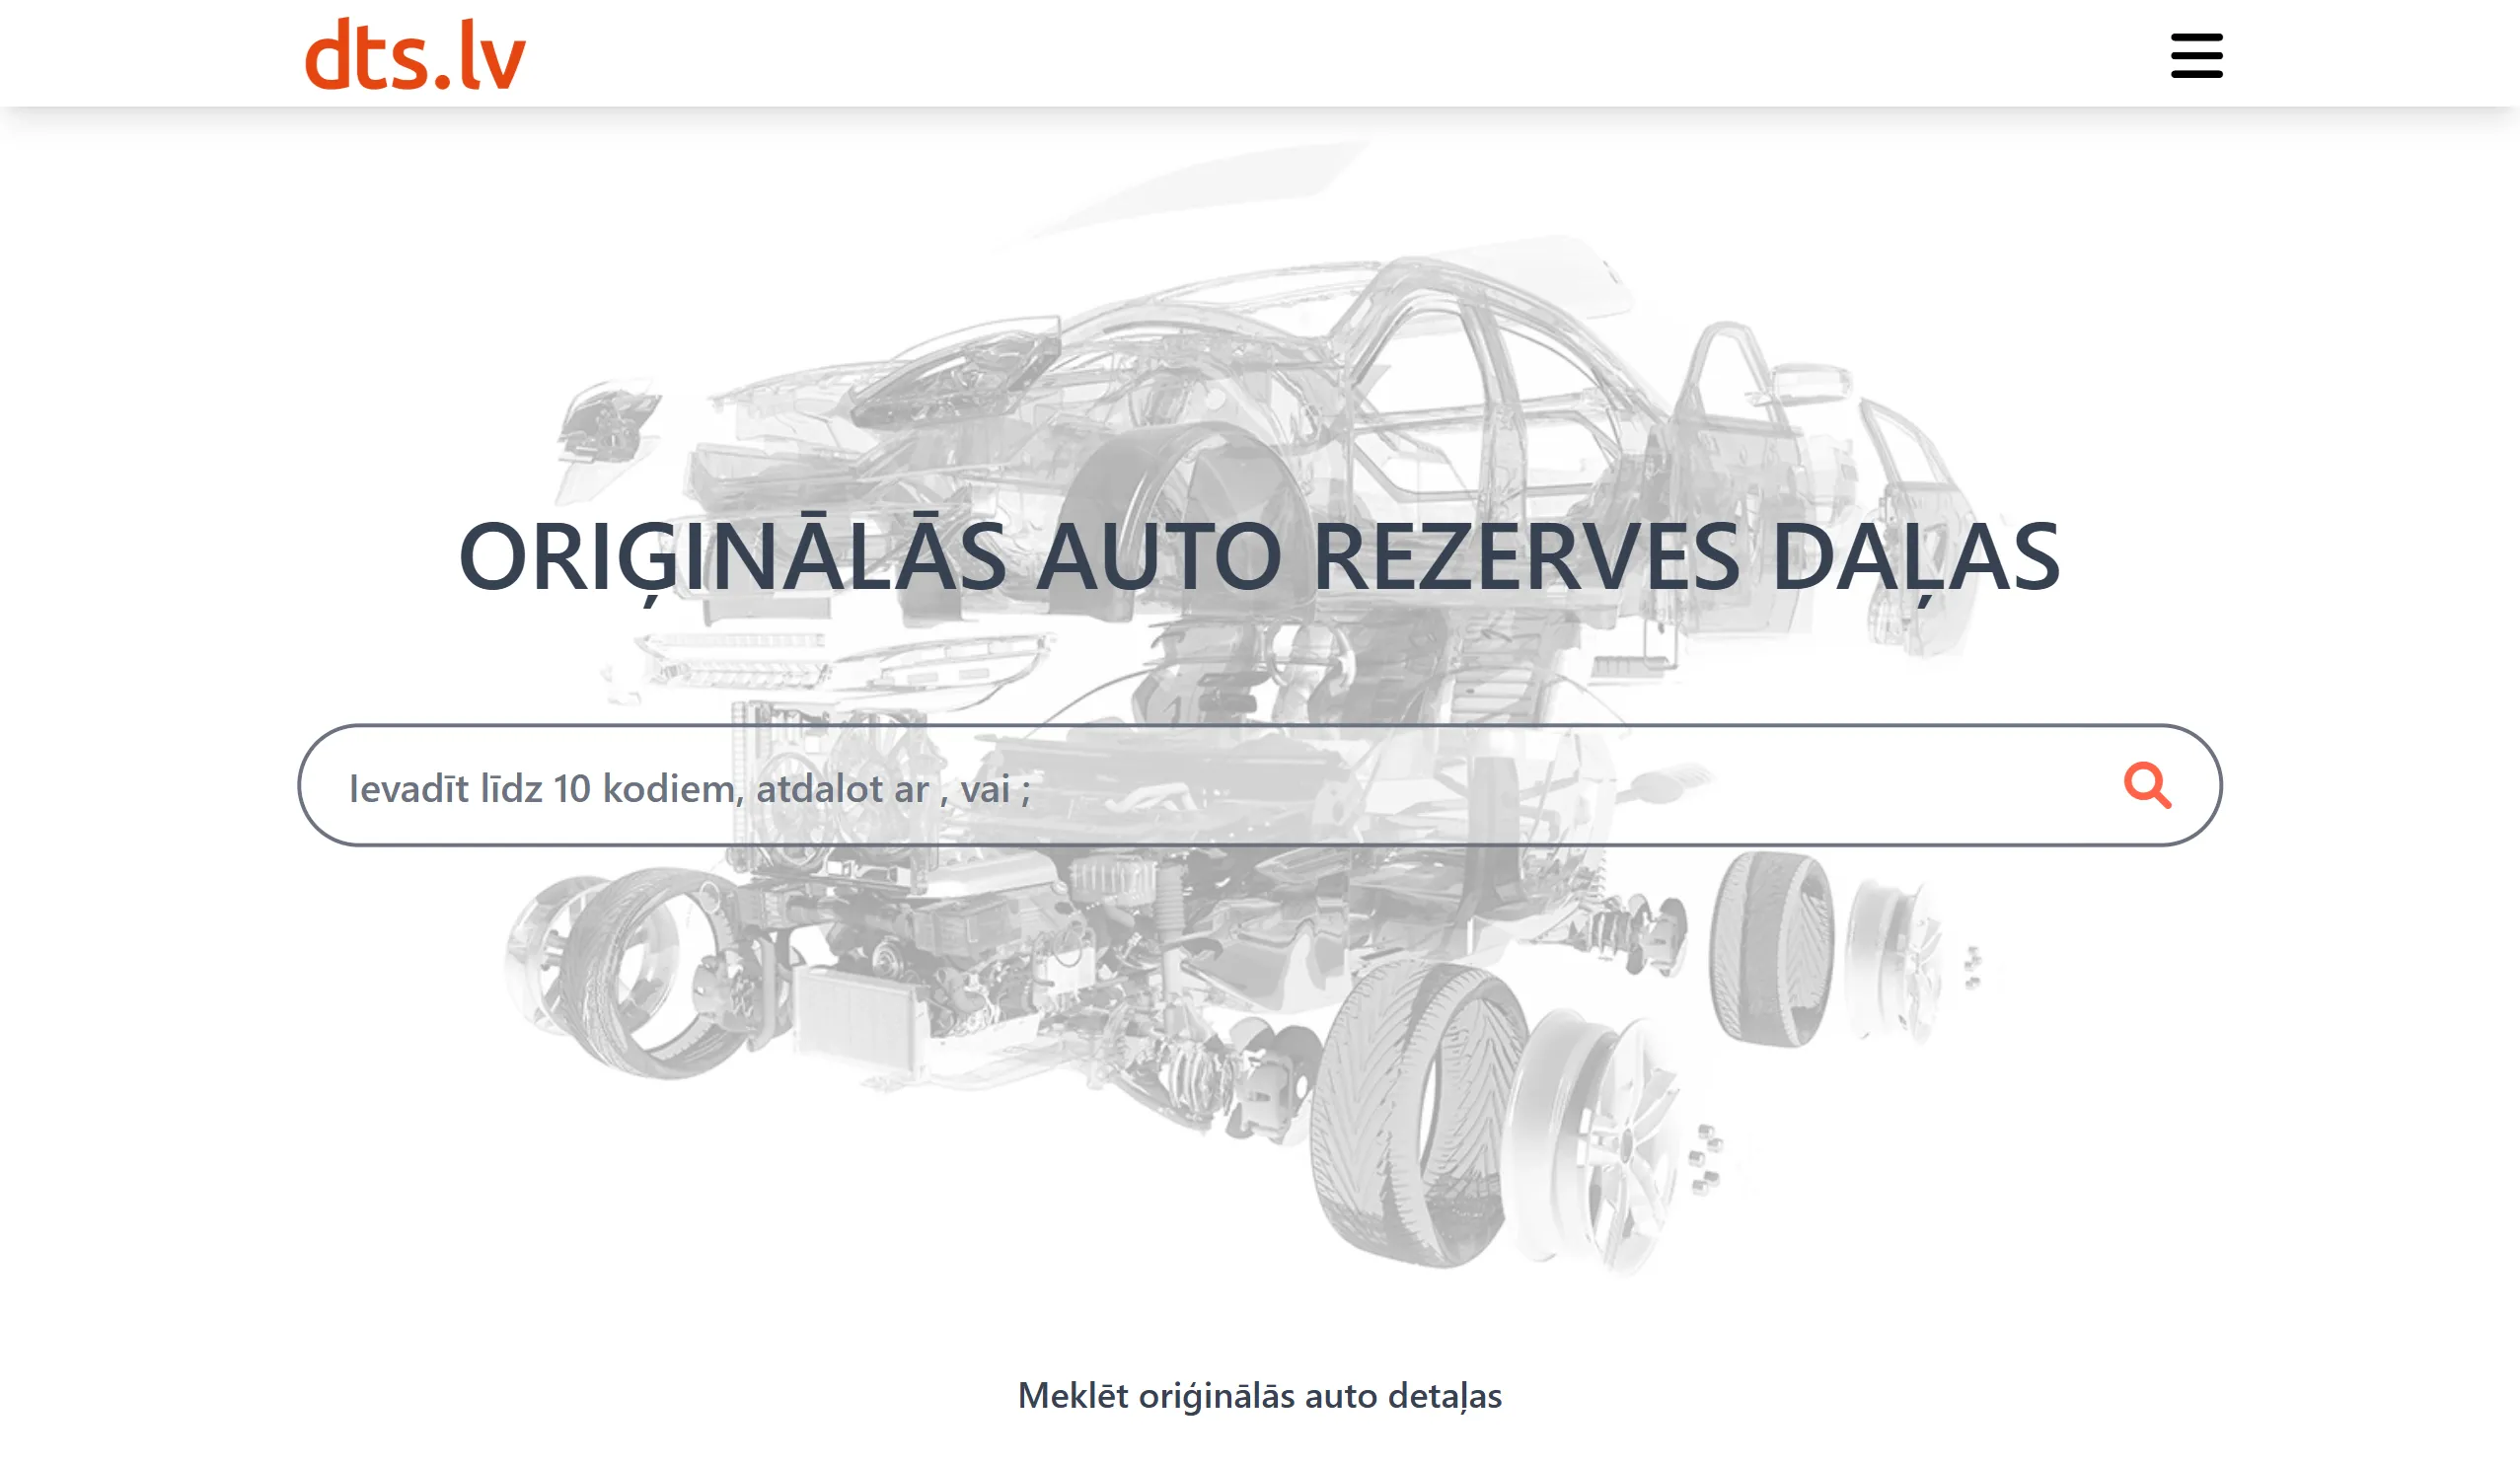 dts.lv
ORIĢINĀLĀS AUTO REZERVES DAĻAS
Ievadīt līdz 10 kodiem, atdalot ar , vai ;
Meklēt oriģinālās auto detaļas